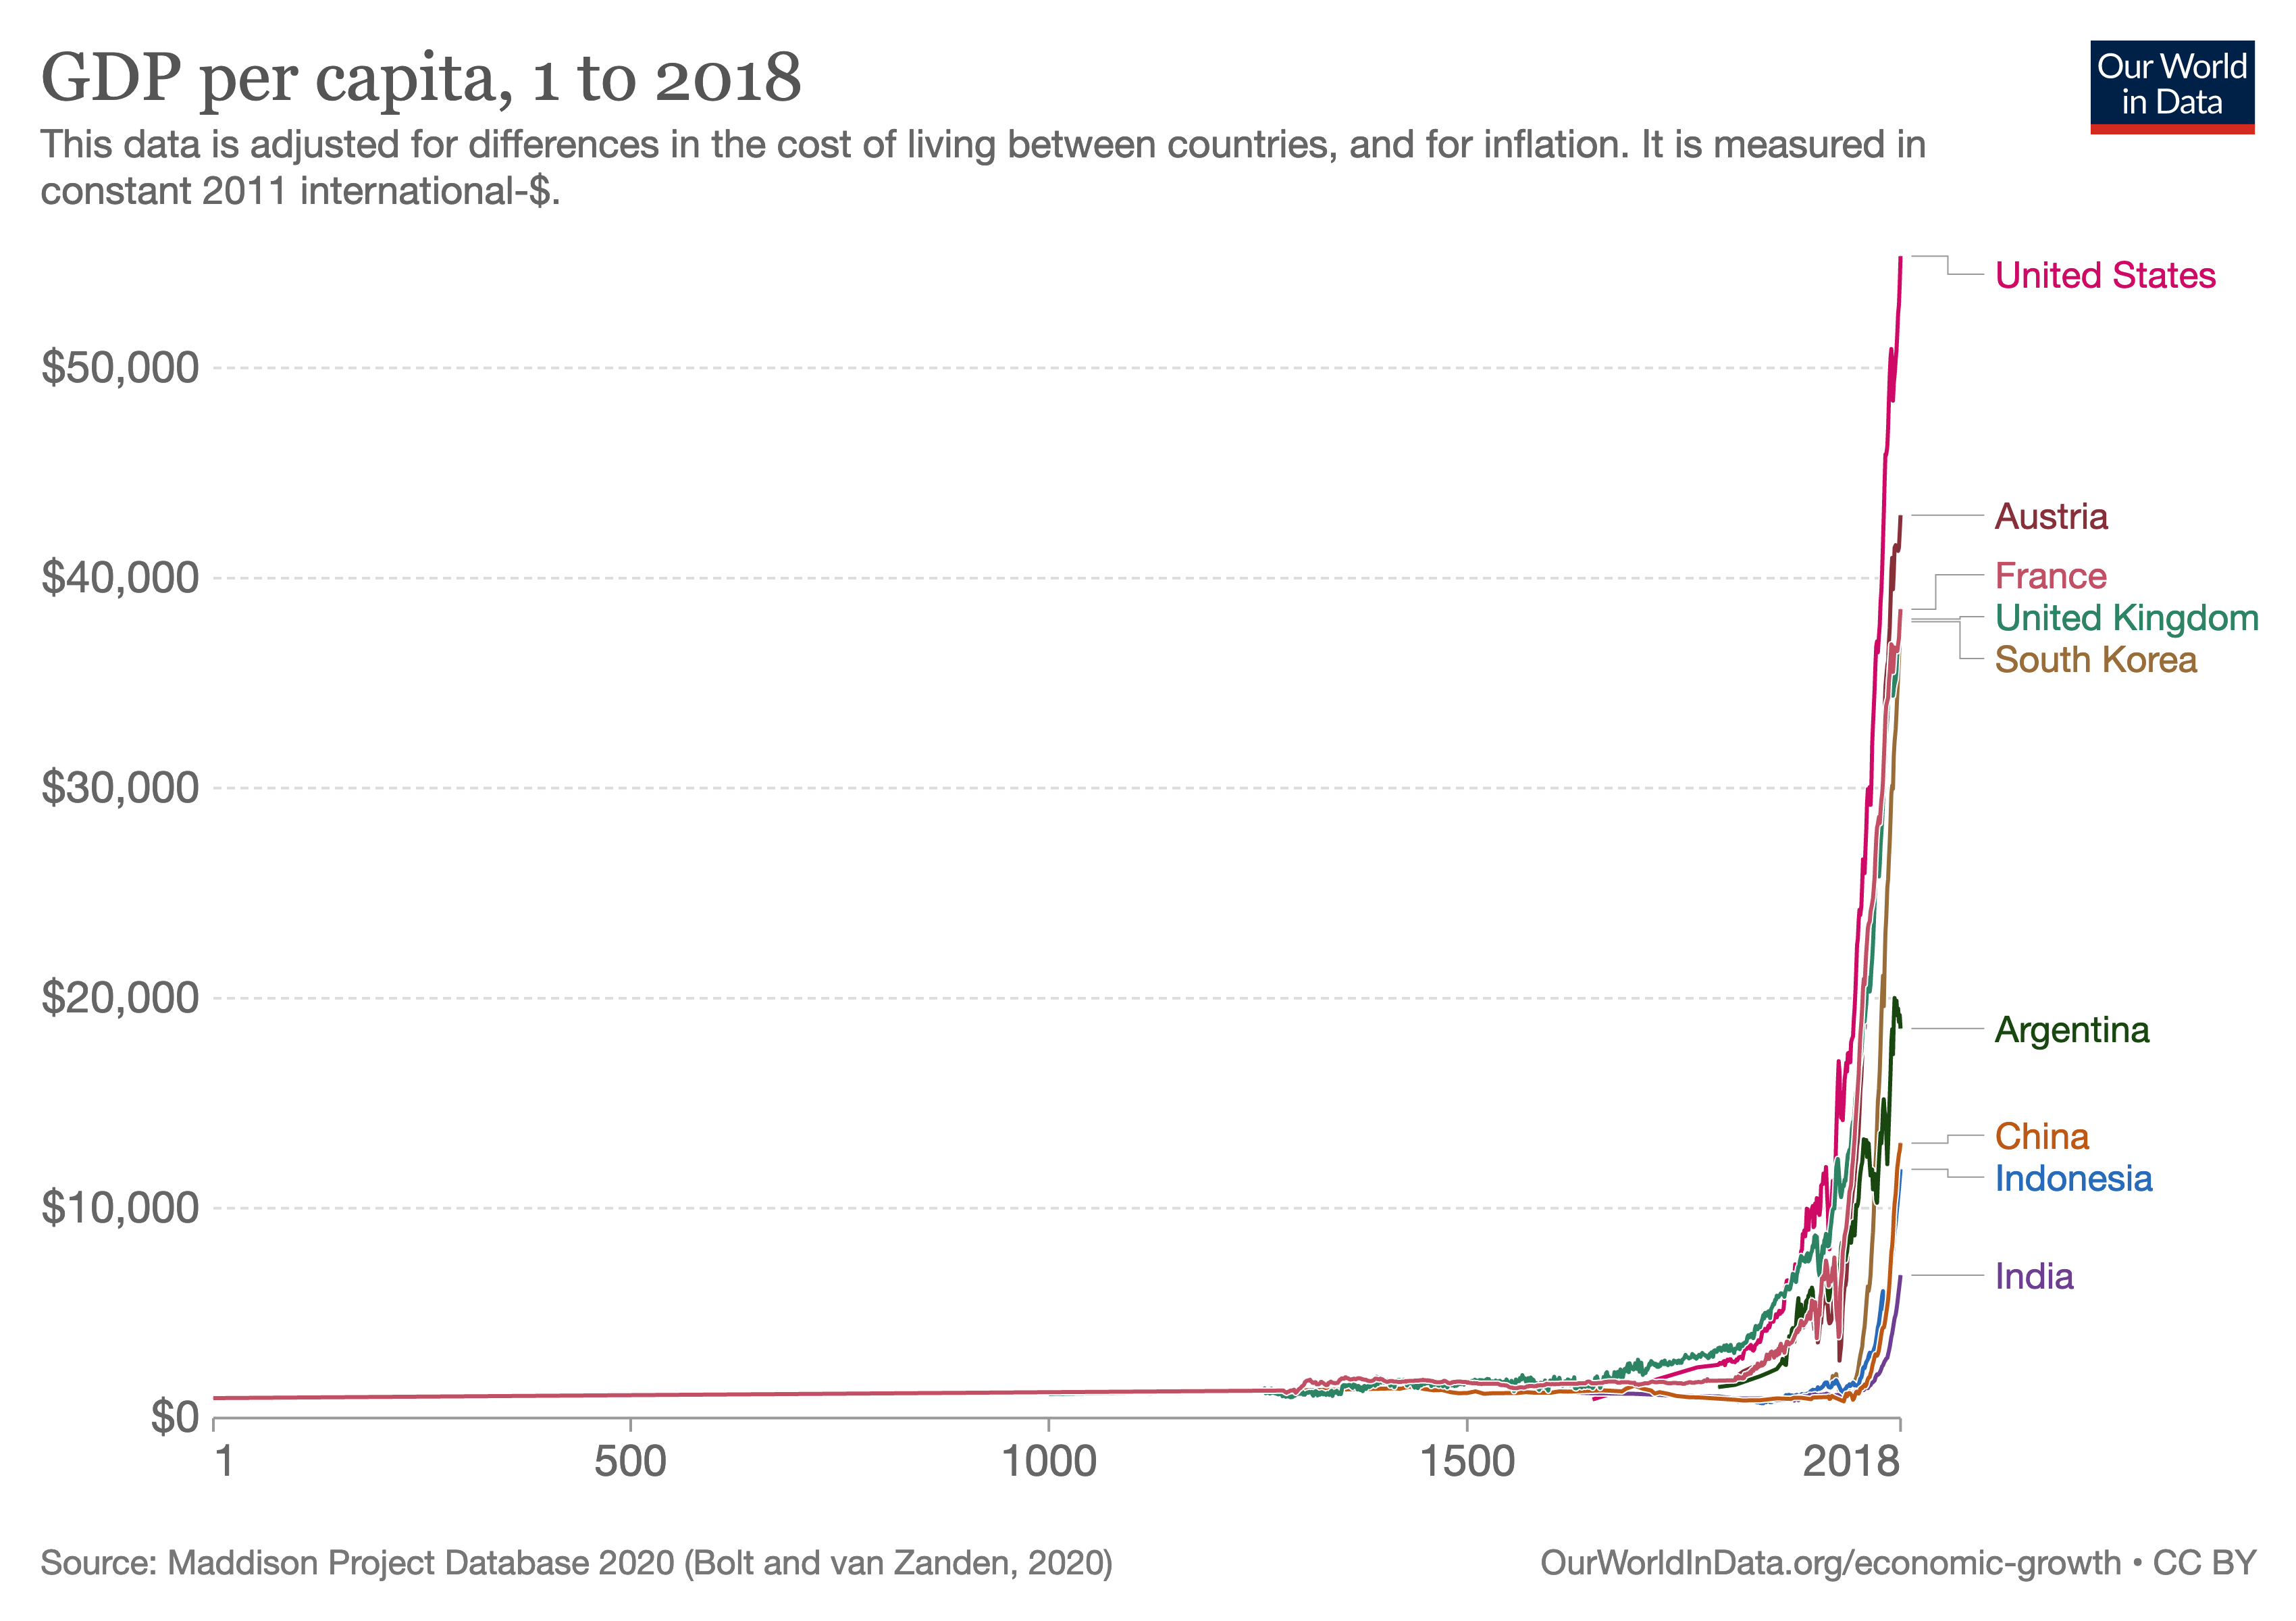 GDP per capita, 1 to 2018
Our World
in Data
This data is adjusted for differences in the cost of living between countries, and for inflation. It is measured in
constant 2011 international-$.
United States
$50,000
Austria
$40,000
France
United Kingdom
South Korea
$30,000
$20,000
Argentina
China
Indonesia
$10,000
India
$0
1 500 1000 1500 2018
Source: Maddison Project Database 2020 (Bolt and van Zanden, 2020)
OurWorldInData.org/economic-growth • CC BY